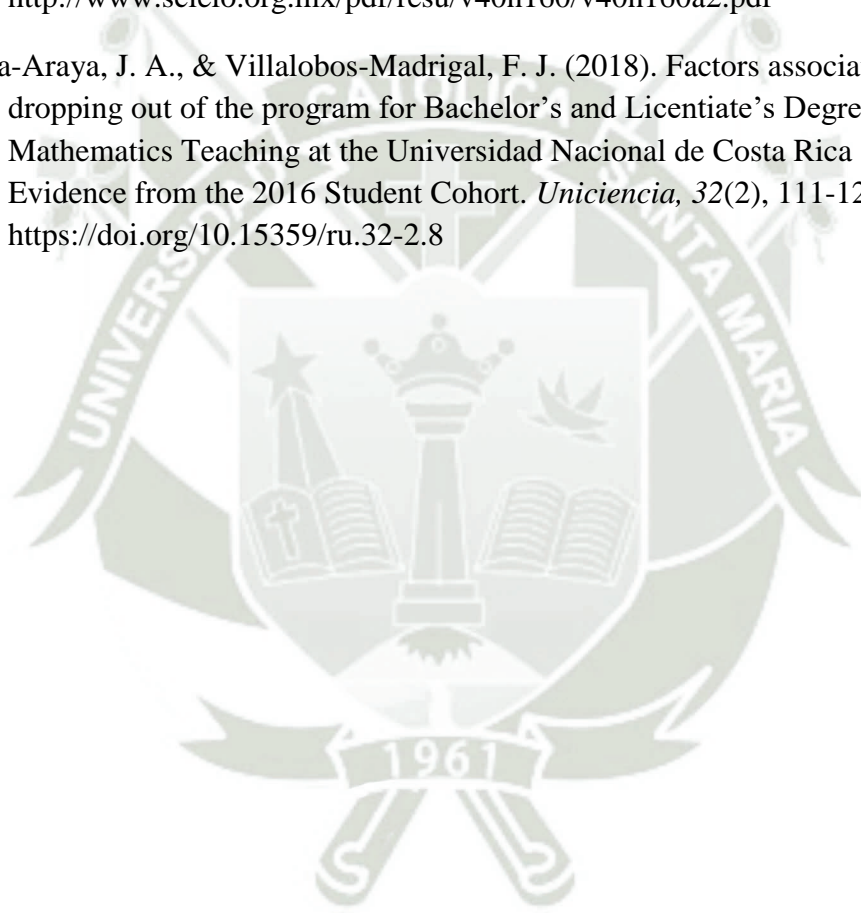 http://www.scielo.org.mx/pdf/resu/v46n180/v46n180a2.pdf
a-Araya, J. A., & Villalobos-Madrigal, F. J. (2018). Factors associa
dropping out of the program for Bachelor’s and Licentiate’s Degre
Mathematics Teaching at the Universidad Nacional de Costa Rica
Evidence from the 2016 Student Cohort. Uniciencia, 32(2), 111-12
https://doi.org/10.15359/ru.32-2.8
UNIVERSIDAD CATOLICA SANTA MARIA
1961